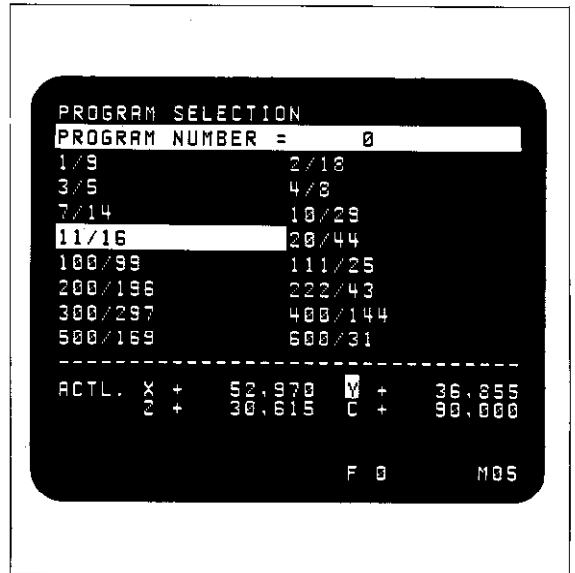 PROGRAM SELECTION
PROGRAM NUMBER = 0
1/9 2/18
3/5 4/8
7/14 10/29
11/16 20/44
100/99 111/25
200/196 222/43
300/297 400/144
500/169 600/31
ACTL. X + 52,970 Y + 36,855
Z + 30,615 C + 90,000
F 0 M05